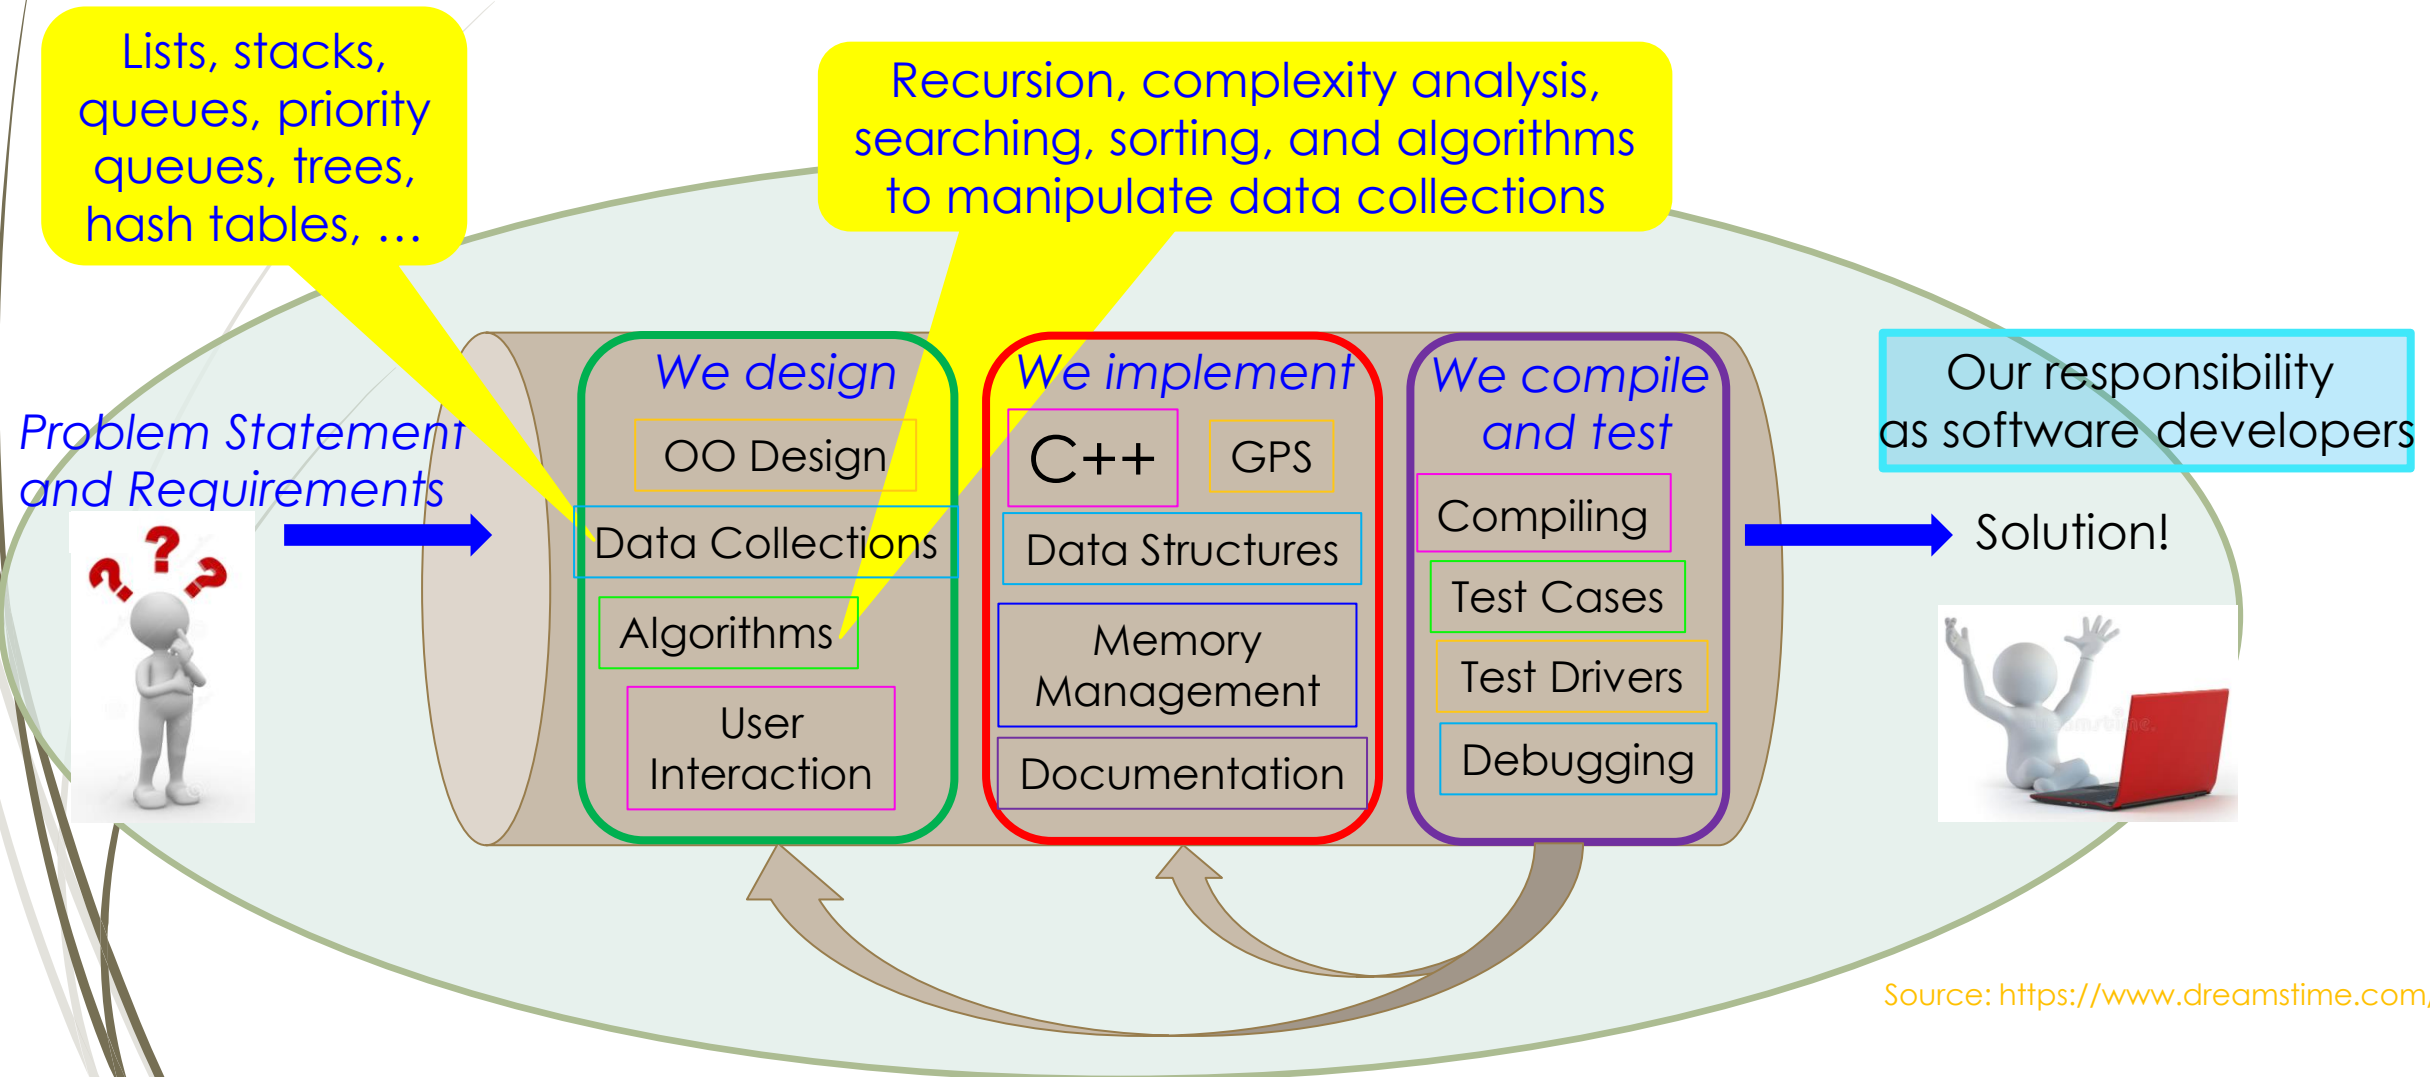 Lists, stacks,
queues, priority
queues, trees,
hash tables, …
Recursion, complexity analysis,
searching, sorting, and algorithms
to manipulate data collections
Problem Statement
and Requirements
? ? ?
We design
OO Design
Data Collections
Algorithms
User
Interaction
We implement
C++
GPS
Data Structures
Memory
Management
Documentation
We compile
and test
Compiling
Test Cases
Test Drivers
Debugging
Our responsibility
as software developers
Solution!
Source: https://www.dreamstime.com/